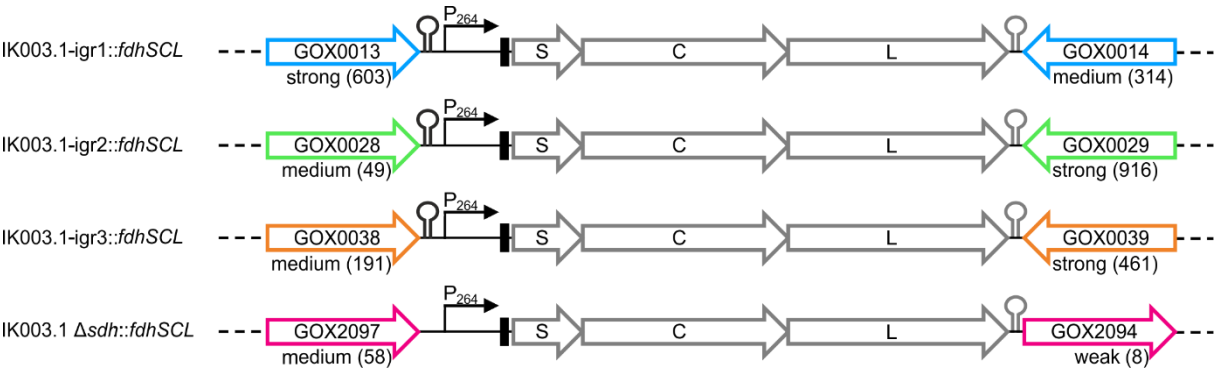 P264
IK003.1-igr1::fdhSCL GOX0013 S C L GOX0014
strong (603) medium (314)
P264
IK003.1-igr2::fdhSCL GOX0028 S C L GOX0029
medium (49) strong (916)
P264
IK003.1-igr3::fdhSCL GOX0038 S C L GOX0039
medium (191) strong (461)
P264
IK003.1 Δsdh::fdhSCL GOX2097 S C L GOX2094
medium (58) weak (8)